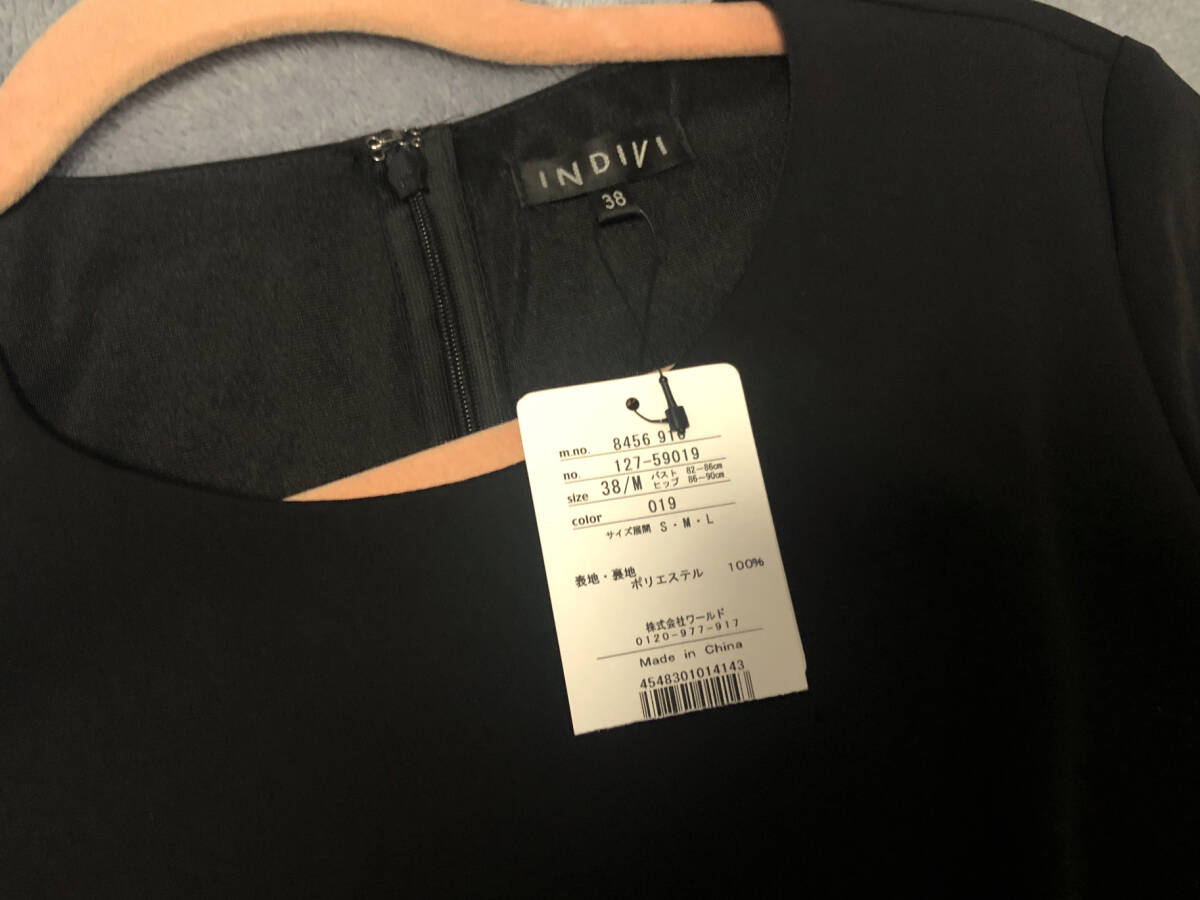 INDIVI
38
m.no. 8456 910
no. 127-59019
size 38/M バスト 82-86cm
ヒップ 86-90cm
color 019
サイズ展開 S・M・L
表地・裏地
ポリエステル 100%
株式会社ワールド
0120-977-917
Made in China
4548301014143